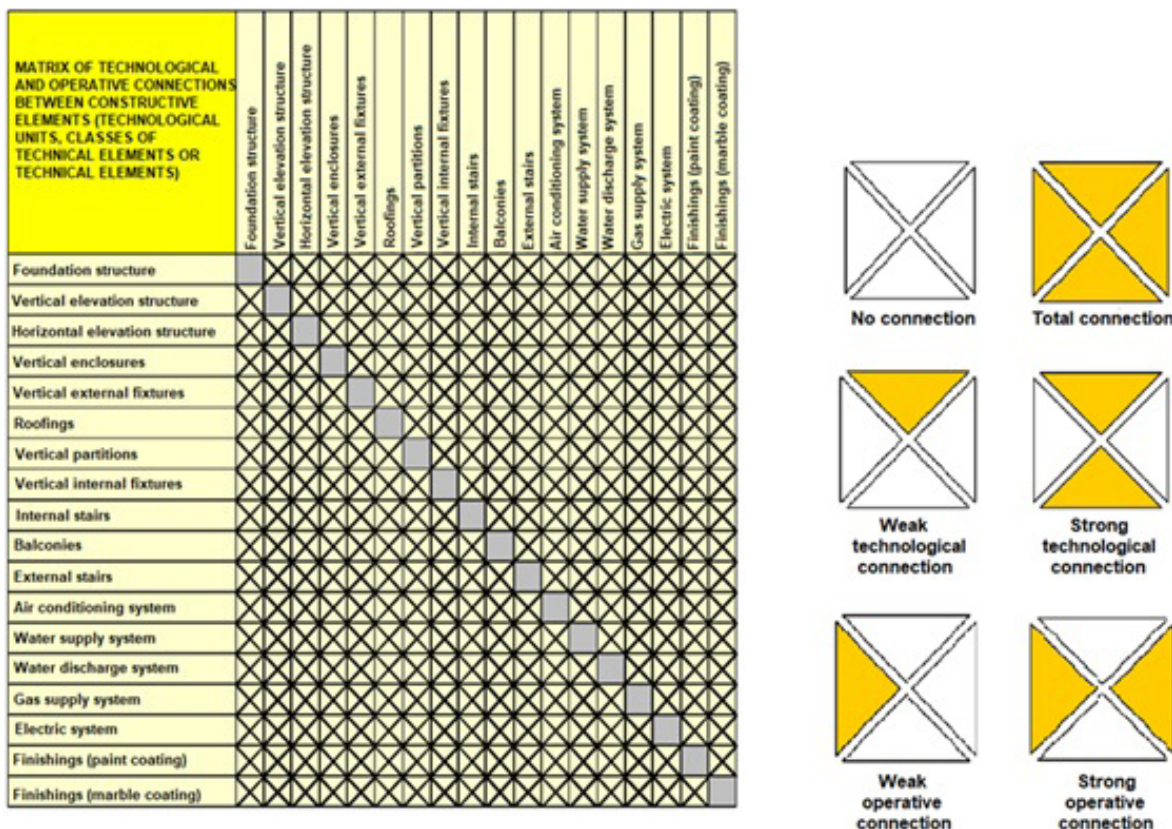 MATRIX OF TECHNOLOGICAL
AND OPERATIVE CONNECTIONS
BETWEEN CONSTRUCTIVE
ELEMENTS (TECHNOLOGICAL
UNITS, CLASSES OF
TECHNICAL ELEMENTS OR
TECHNICAL ELEMENTS)
Foundation structure
Vertical elevation structure
Horizontal elevation structure
Vertical enclosures
Vertical external fixtures
Roofings
Vertical partitions
Vertical internal fixtures
Internal stairs
Balconies
External stairs
Air conditioning system
Water supply system
Water discharge system
Gas supply system
Electric system
Finishings (paint coating)
Finishings (marble coating)
Foundation structure
Vertical elevation structure
Horizontal elevation structure
Vertical enclosures
Vertical external fixtures
Roofings
Vertical partitions
Vertical internal fixtures
Internal stairs
Balconies
External stairs
Air conditioning system
Water supply system
Water discharge system
Gas supply system
Electric system
Finishings (paint coating)
Finishings (marble coating)
No connection
Total connection
Weak
technological
connection
Strong
technological
connection
Weak
operative
connection
Strong
operative
connection